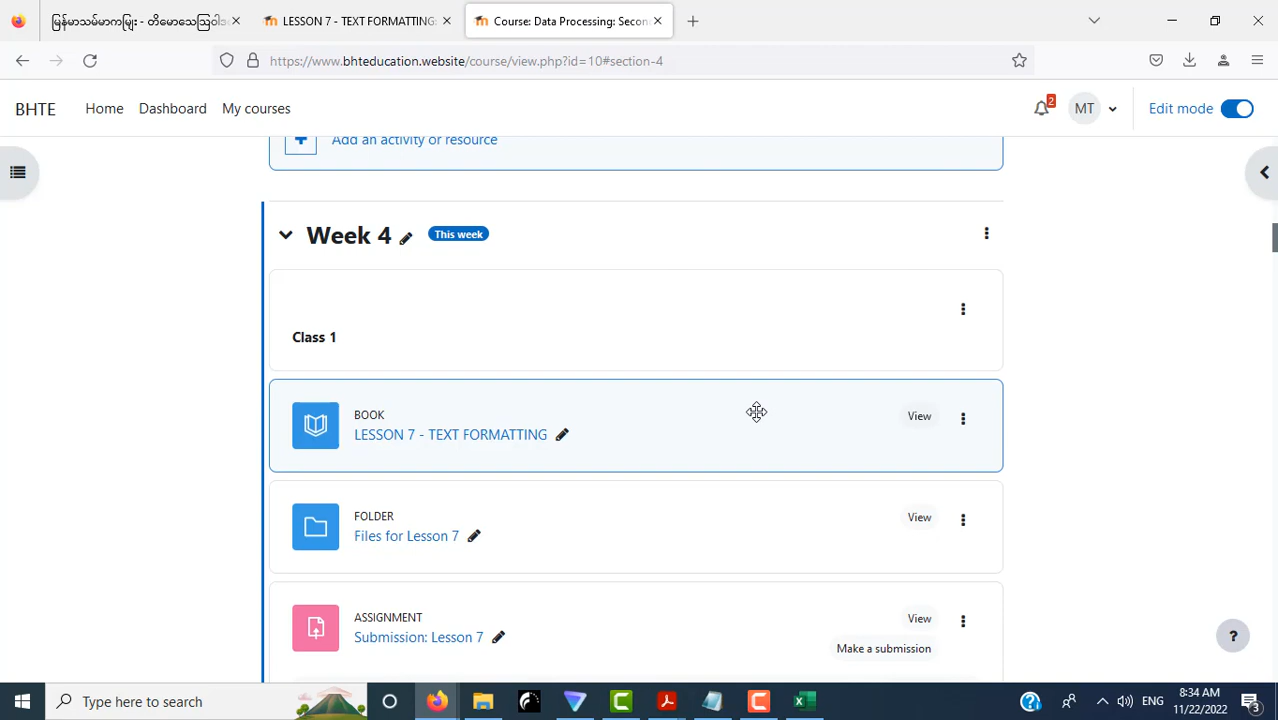 မြန်မာသမ်မာကျမြး - တိမောသေဩဝါဒ
LESSON 7 - TEXT FORMATTING:
Course: Data Processing: Secon
https://www.bhteducation.website/course/view.php?id=10#section-4
BHTE Home Dashboard My courses
2
MT
Edit mode
Add an activity or resource
Week 4
This week
Class 1
BOOK
LESSON 7 - TEXT FORMATTING
View
FOLDER
Files for Lesson 7
View
ASSIGNMENT
Submission: Lesson 7
View
Make a submission
?
Type here to search
ENG
8:34 AM
11/22/2022
3